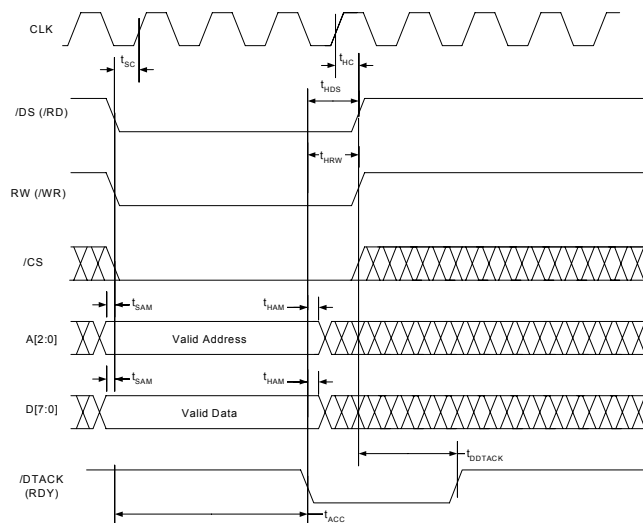 CLK
tSC
tHC
tHDS
/DS (/RD)
tHRW
RW (/WR)
/CS
tSAM
tHAM
A[2:0]
Valid Address
tSAM
tHAM
D[7:0]
Valid Data
tDDTACK
/DTACK
(RDY)
tACC